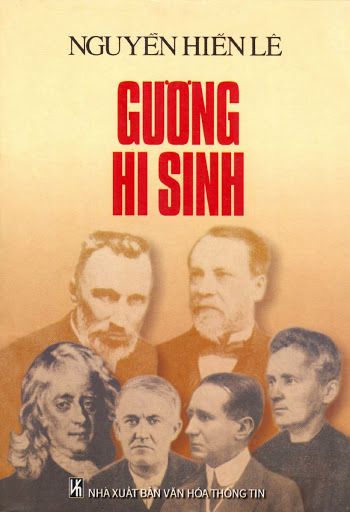 NGUYỄN HIẾN LÊ
GƯƠNG
HI SINH
NHÀ XUẤT BẢN VĂN HÓA THÔNG TIN